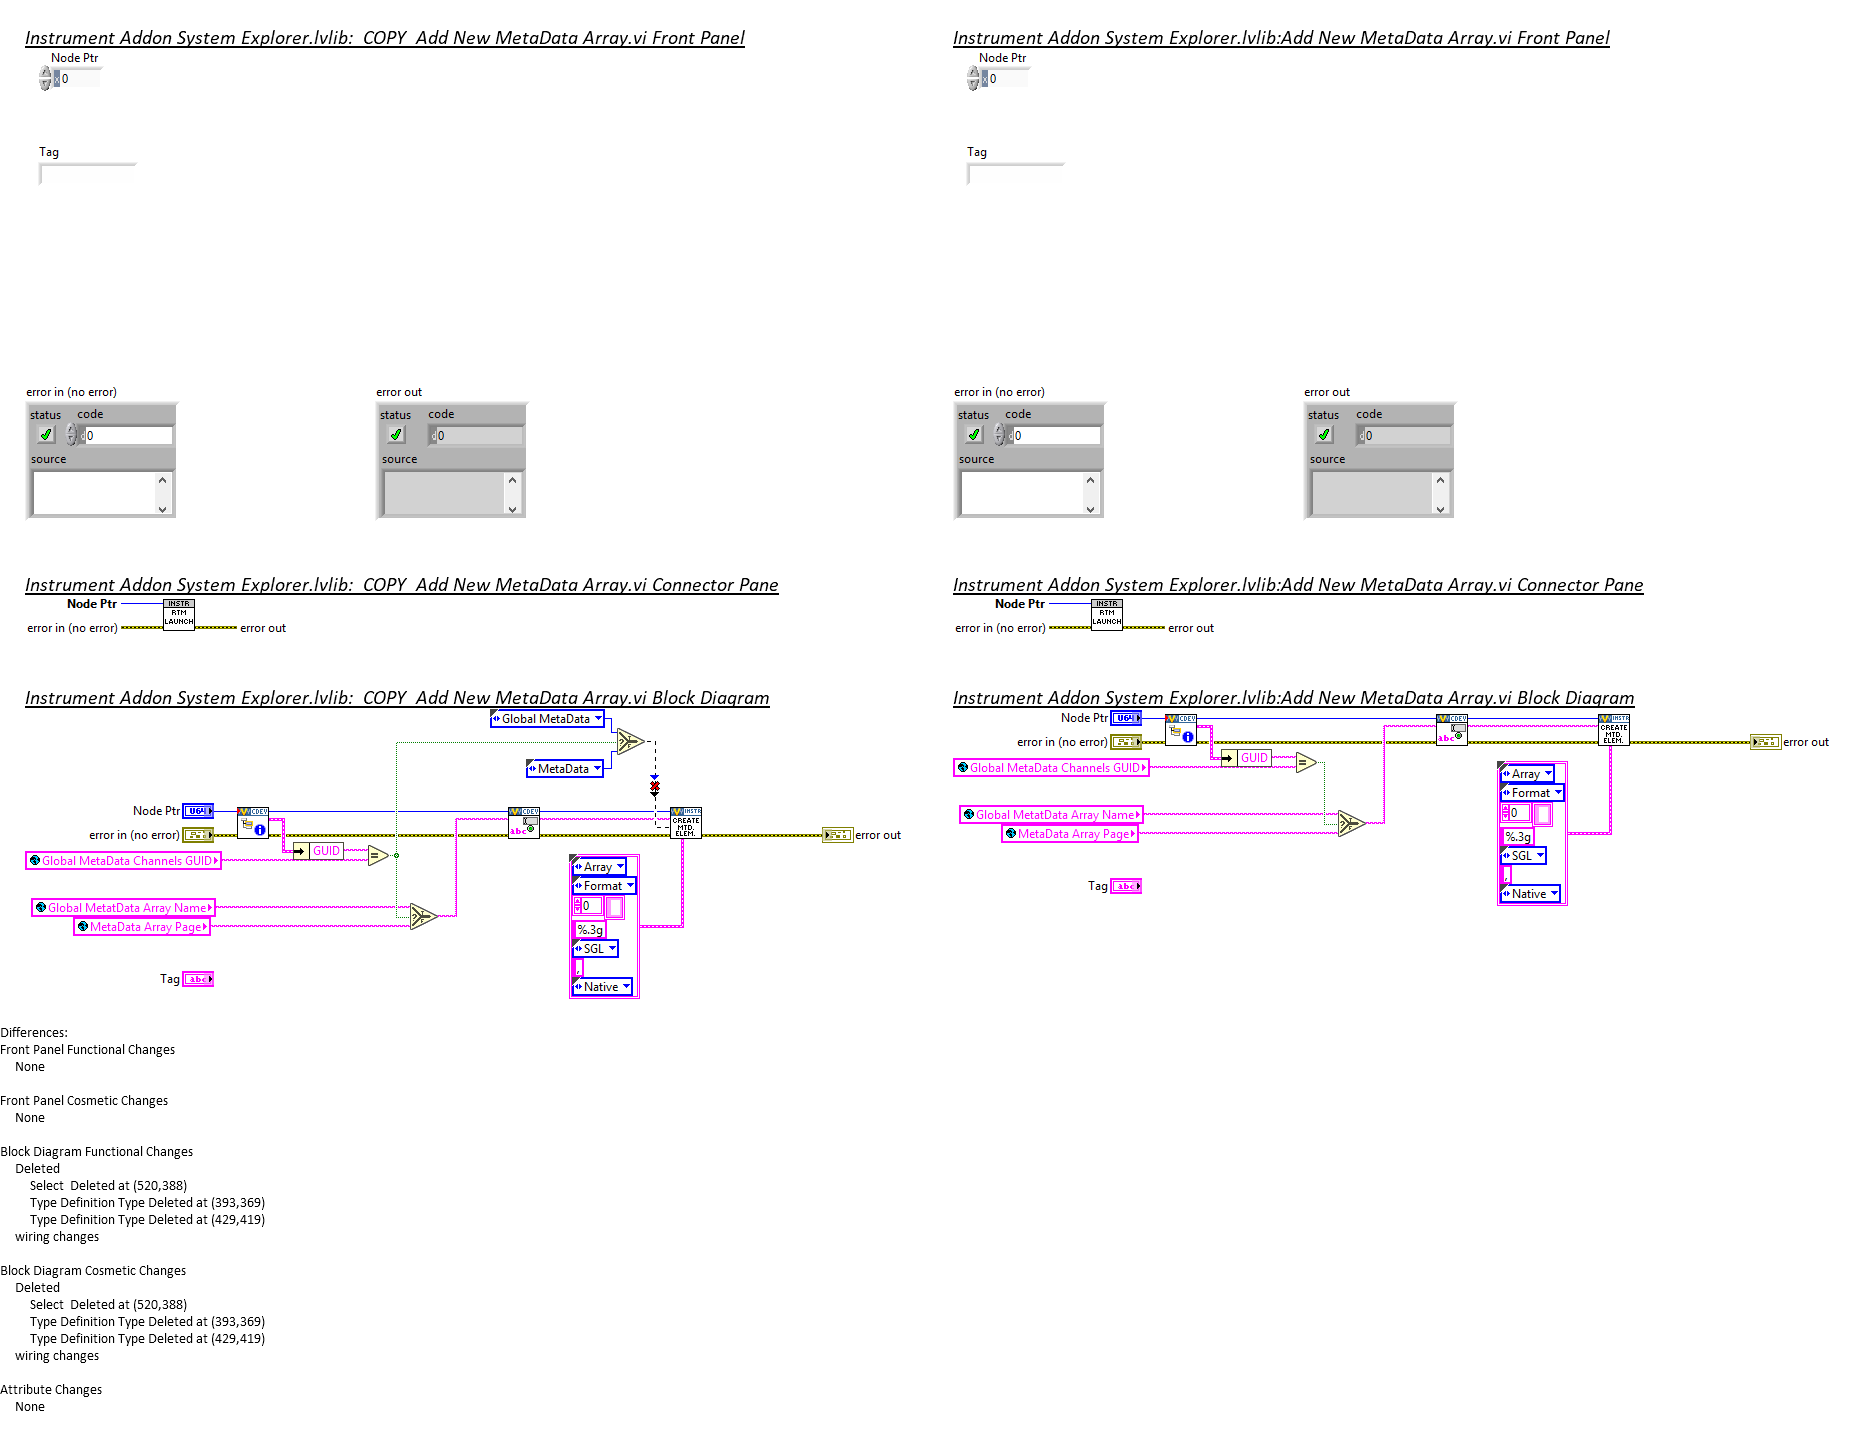 Instrument Addon System Explorer.lvlib:  COPY  Add New MetaData Array.vi Front Panel
Node Ptr
x 0
Tag
error in (no error)
status code
d 0
source
error out
status code
d 0
source
Instrument Addon System Explorer.lvlib:  COPY  Add New MetaData Array.vi Connector Pane
Node Ptr
INSTR
RTM
LAUNCH
error in (no error)
error out
Instrument Addon System Explorer.lvlib:  COPY  Add New MetaData Array.vi Block Diagram
Global MetaData
MetaData
? T F
Node Ptr U64
CDEV
CDEV
abc
INSTR
CREATE
MTD.
ELEM.
error in (no error)
error out
GUID
=
Global MetaData Channels GUID
Global MetatData Array Name
MetaData Array Page
? T F
Array
Format
0
%.3g
SGL
,
Native
Tag abc
Instrument Addon System Explorer.lvlib:Add New MetaData Array.vi Front Panel
Node Ptr
x 0
Tag
error in (no error)
status code
d 0
source
error out
status code
d 0
source
Instrument Addon System Explorer.lvlib:Add New MetaData Array.vi Connector Pane
Node Ptr
INSTR
RTM
LAUNCH
error in (no error)
error out
Instrument Addon System Explorer.lvlib:Add New MetaData Array.vi Block Diagram
Node Ptr U64
CDEV
CDEV
abc
INSTR
CREATE
MTD.
ELEM.
error in (no error)
error out
GUID
=
Global MetaData Channels GUID
Global MetatData Array Name
MetaData Array Page
? T F
Array
Format
0
%.3g
SGL
,
Native
Tag abc
Differences:
Front Panel Functional Changes
None
Front Panel Cosmetic Changes
None
Block Diagram Functional Changes
Deleted
Select  Deleted at (520,388)
Type Definition Type Deleted at (393,369)
Type Definition Type Deleted at (429,419)
wiring changes
Block Diagram Cosmetic Changes
Deleted
Select  Deleted at (520,388)
Type Definition Type Deleted at (393,369)
Type Definition Type Deleted at (429,419)
wiring changes
Attribute Changes
None